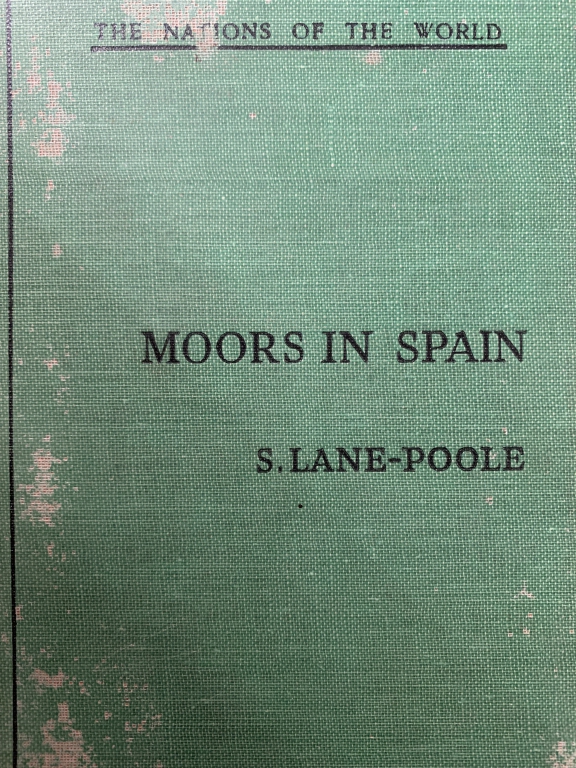 THE NATIONS OF THE WORLD
MOORS IN SPAIN
S. LANE-POOLE